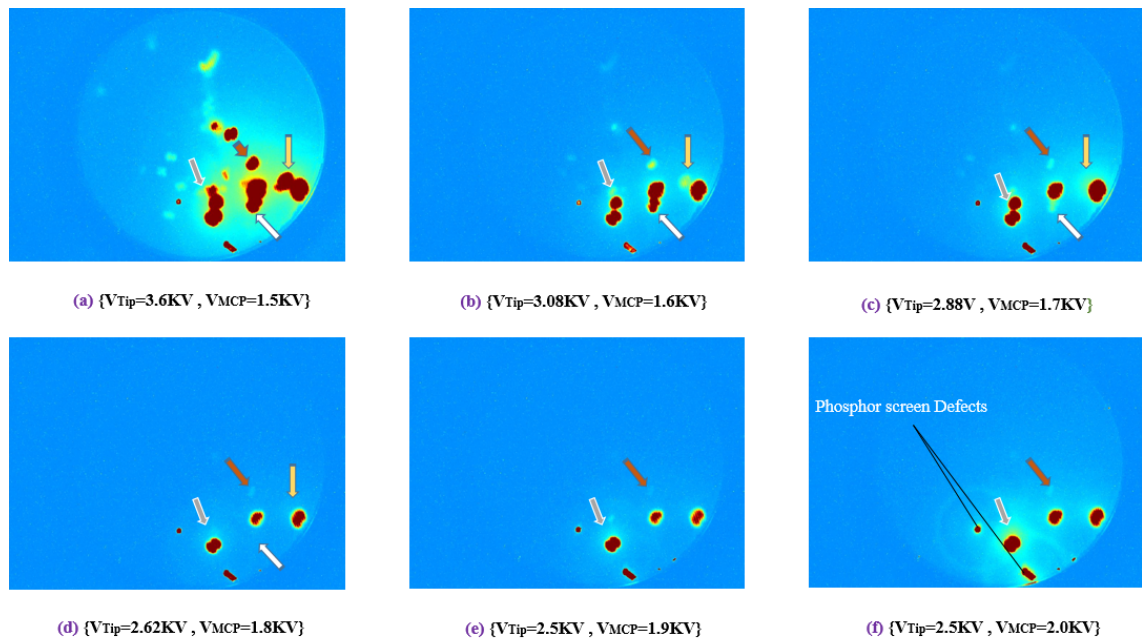 (a) {VTip=3.6KV , VMCP=1.5KV}
(b) {VTip=3.08KV , VMCP=1.6KV}
(c) {VTip=2.88V , VMCP=1.7KV}
Phosphor screen Defects
(d) {VTip=2.62KV , VMCP=1.8KV}
(e) {VTip=2.5KV , VMCP=1.9KV}
(f) {VTip=2.5KV , VMCP=2.0KV}